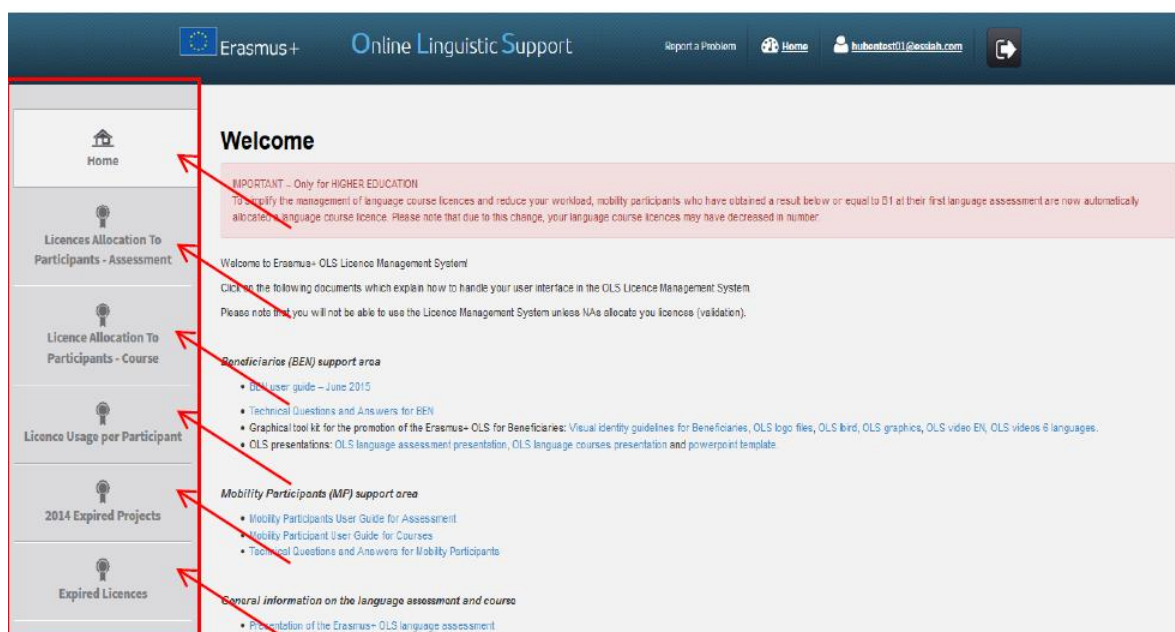 Erasmus+
Online Linguistic Support
Report a Problem
Home
hubontest01@essiah.com
Home
Licences Allocation To
Participants - Assessment
Licence Allocation To
Participants - Course
Licence Usage per Participant
2014 Expired Projects
Expired Licences
Welcome
IMPORTANT – Only for HIGHER EDUCATION
To simplify the management of language course licences and reduce your workload, mobility participants who have obtained a result below or equal to B1 at their first language assessment are now automatically
allocated a language course licence. Please note that due to this change, your language course licences may have decreased in number.
Welcome to Erasmus+ OLS Licence Management System!
Click on the following documents which explain how to handle your user interface in the OLS Licence Management System
Please note that you will not be able to use the Licence Management System unless NAs allocate you licences (validation).
Beneficiaries (BEN) support area
• BEN user guide – June 2015
• Technical Questions and Answers for BEN
• Graphical tool kit for the promotion of the Erasmus+ OLS for Beneficiaries: Visual identity guidelines for Beneficiaries, OLS logo files, OLS bird, OLS graphics, OLS video EN, OLS videos 6 languages.
• OLS presentations: OLS language assessment presentation, OLS language courses presentation and powerpoint template.
Mobility Participants (MP) support area
• Mobility Participants User Guide for Assessment
• Mobility Participant User Guide for Courses
• Technical Questions and Answers for Mobility Participants
General information on the language assessment and course
• Presentation of the Erasmus+ OLS language assessment